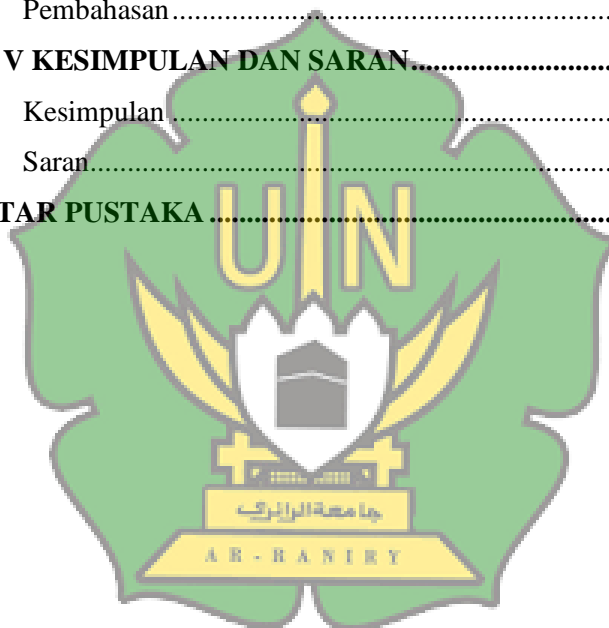 Pembahasan....................................................
V KESIMPULAN DAN SARAN..........................
Kesimpulan....................................................
Saran..............................................................
TAR PUSTAKA................................................
UIN
جامعة الرانري
AR-RANIRY